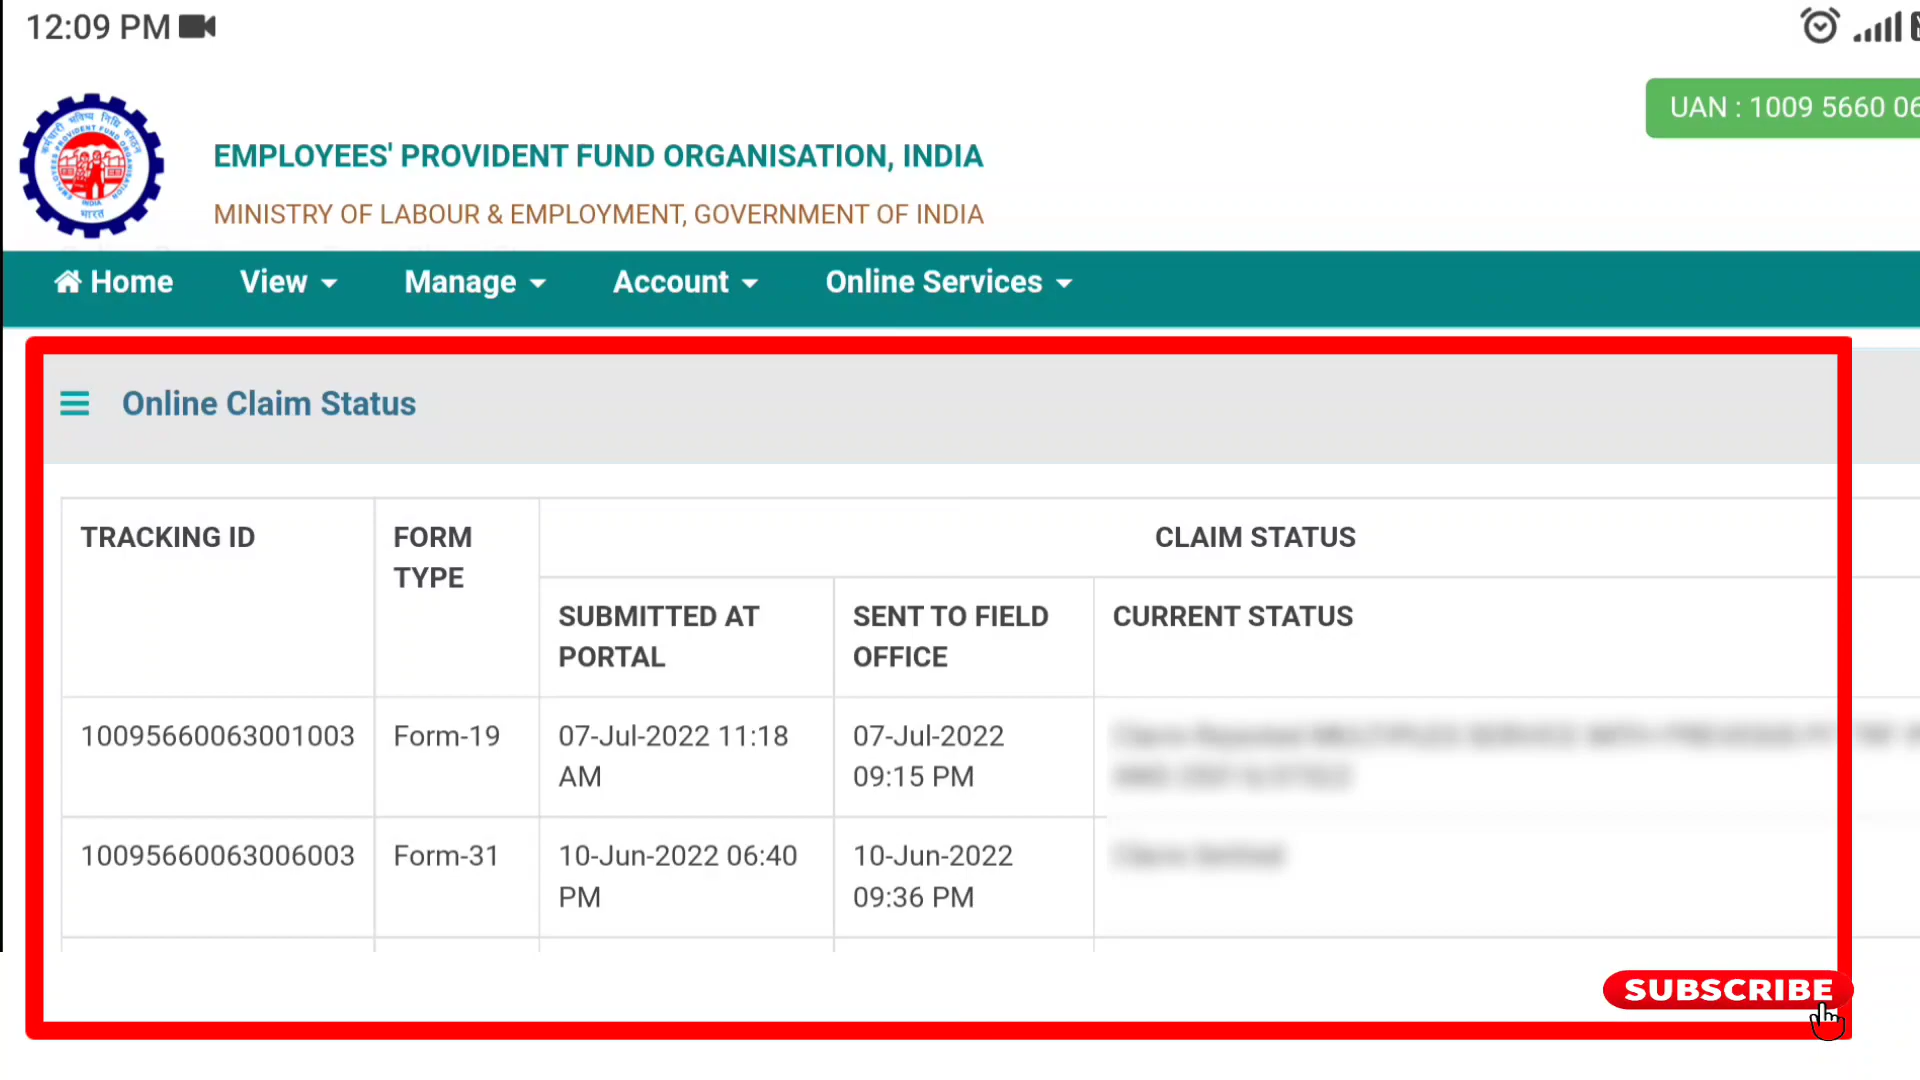 12:09 PM
UAN : 1009 5660 06
EMPLOYEES' PROVIDENT FUND ORGANISATION, INDIA
MINISTRY OF LABOUR & EMPLOYMENT, GOVERNMENT OF INDIA
Home View Manage Account Online Services
Online Claim Status
TRACKING ID FORM CLAIM STATUS
TYPE
SUBMITTED AT SENT TO FIELD CURRENT STATUS
PORTAL OFFICE
10095660063001003 Form-19 07-Jul-2022 11:18 07-Jul-2022
AM 09:15 PM
10095660063006003 Form-31 10-Jun-2022 06:40 10-Jun-2022
PM 09:36 PM
SUBSCRIBE